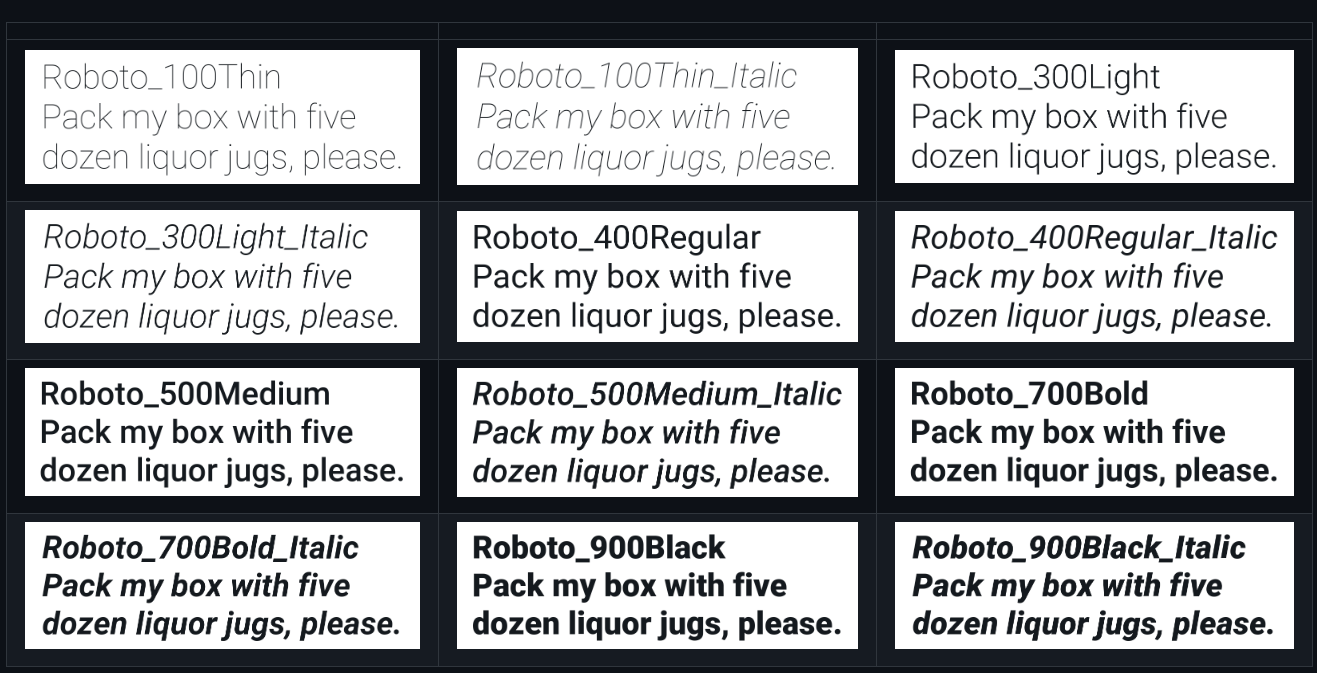 Roboto_100Thin
Pack my box with five
dozen liquor jugs, please.
Roboto_100Thin_Italic
Pack my box with five
dozen liquor jugs, please.
Roboto_300Light
Pack my box with five
dozen liquor jugs, please.
Roboto_300Light_Italic
Pack my box with five
dozen liquor jugs, please.
Roboto_400Regular
Pack my box with five
dozen liquor jugs, please.
Roboto_400Regular_Italic
Pack my box with five
dozen liquor jugs, please.
Roboto_500Medium
Pack my box with five
dozen liquor jugs, please.
Roboto_500Medium_Italic
Pack my box with five
dozen liquor jugs, please.
Roboto_700Bold
Pack my box with five
dozen liquor jugs, please.
Roboto_700Bold_Italic
Pack my box with five
dozen liquor jugs, please.
Roboto_900Black
Pack my box with five
dozen liquor jugs, please.
Roboto_900Black_Italic
Pack my box with five
dozen liquor jugs, please.